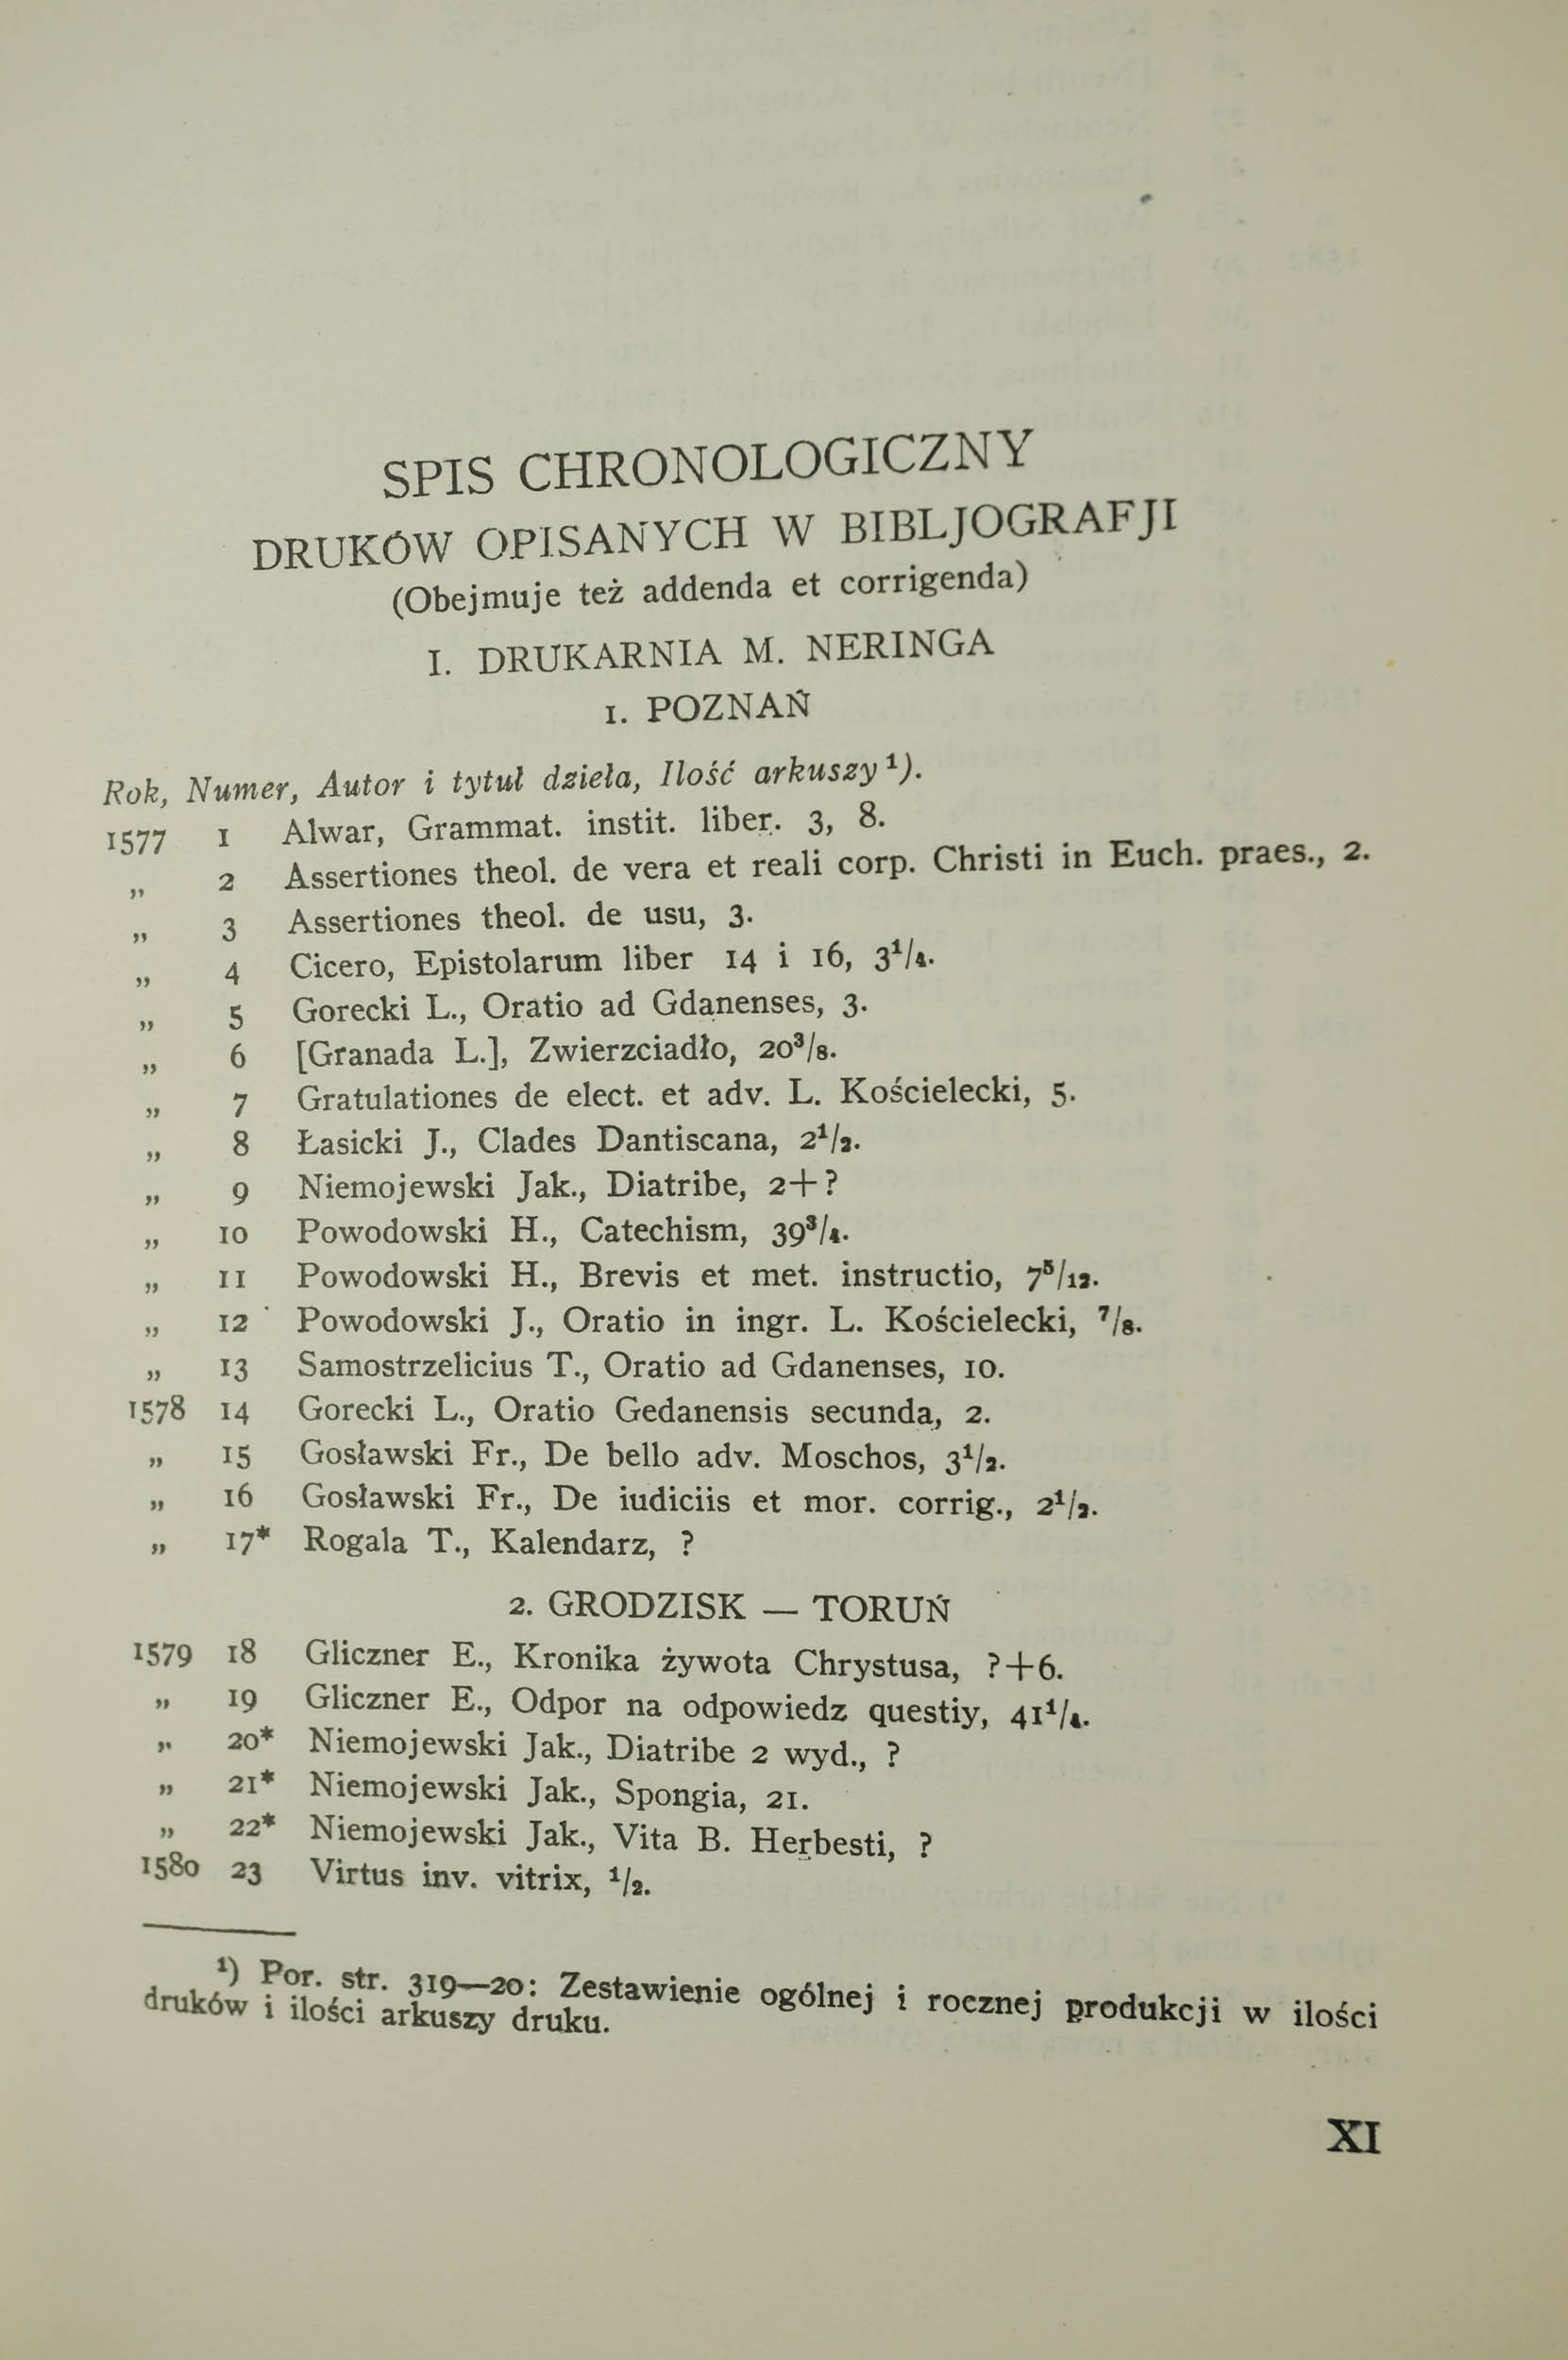 SPIS CHRONOLOGICZNY
DRUKÓW OPISANYCH W BIBLJOGRAFJI
(Obejmuje też addenda et corrigenda)
I. DRUKARNIA M. NERINGA
1. POZNAŃ
Rok, Numer, Autor i tytuł dzieła, Ilość arkuszy ¹).
1577 1 Alwar, Grammat. instit. liber. 3, 8.
„ 2 Assertiones theol. de vera et reali corp. Christi in Euch. praes., 2.
„ 3 Assertiones theol. de usu, 3.
„ 4 Cicero, Epistolarum liber 14 i 16, 3¹/₄.
„ 5 Gorecki L., Oratio ad Gdanenses, 3.
„ 6 [Granada L.], Zwierzciadło, 20³/₈.
„ 7 Gratulationes de elect. et adv. L. Kościelecki, 5.
„ 8 Łasicki J., Clades Dantiscana, 2¹/₂.
„ 9 Niemojewski Jak., Diatribe, 2+?
„ 10 Powodowski H., Catechism, 39³/₄.
„ 11 Powodowski H., Brevis et met. instructio, 7⁵/₁₂.
„ 12 Powodowski J., Oratio in ingr. L. Kościelecki, ⁷/₈.
„ 13 Samostrzelicius T., Oratio ad Gdanenses, 10.
1578 14 Gorecki L., Oratio Gedanensis secunda, 2.
„ 15 Gosławski Fr., De bello adv. Moschos, 3¹/₂.
„ 16 Gosławski Fr., De iudiciis et mor. corrig., 2¹/₂.
„ 17* Rogala T., Kalendarz, ?
2. GRODZISK — TORUŃ
1579 18 Gliczner E., Kronika żywota Chrystusa, ?+6.
„ 19 Gliczner E., Odpor na odpowiedz questiy, 41¹/₄.
„ 20* Niemojewski Jak., Diatribe 2 wyd., ?
„ 21* Niemojewski Jak., Spongia, 21.
„ 22* Niemojewski Jak., Vita B. Herbesti, ?
1580 23 Virtus inv. vitrix, ¹/₂.
¹) Por. str. 319—20: Zestawienie ogólnej i rocznej produkcji w ilości
druków i ilości arkuszy druku.
XI